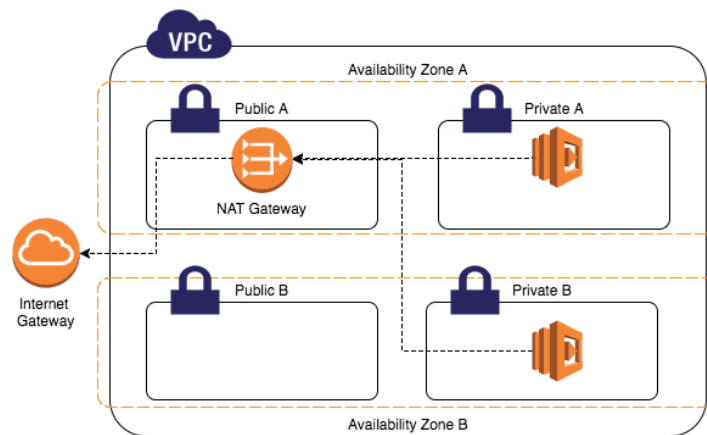 VPC
Availability Zone A
Public A
Private A
NAT Gateway
Internet
Gateway
Public B
Private B
Availability Zone B